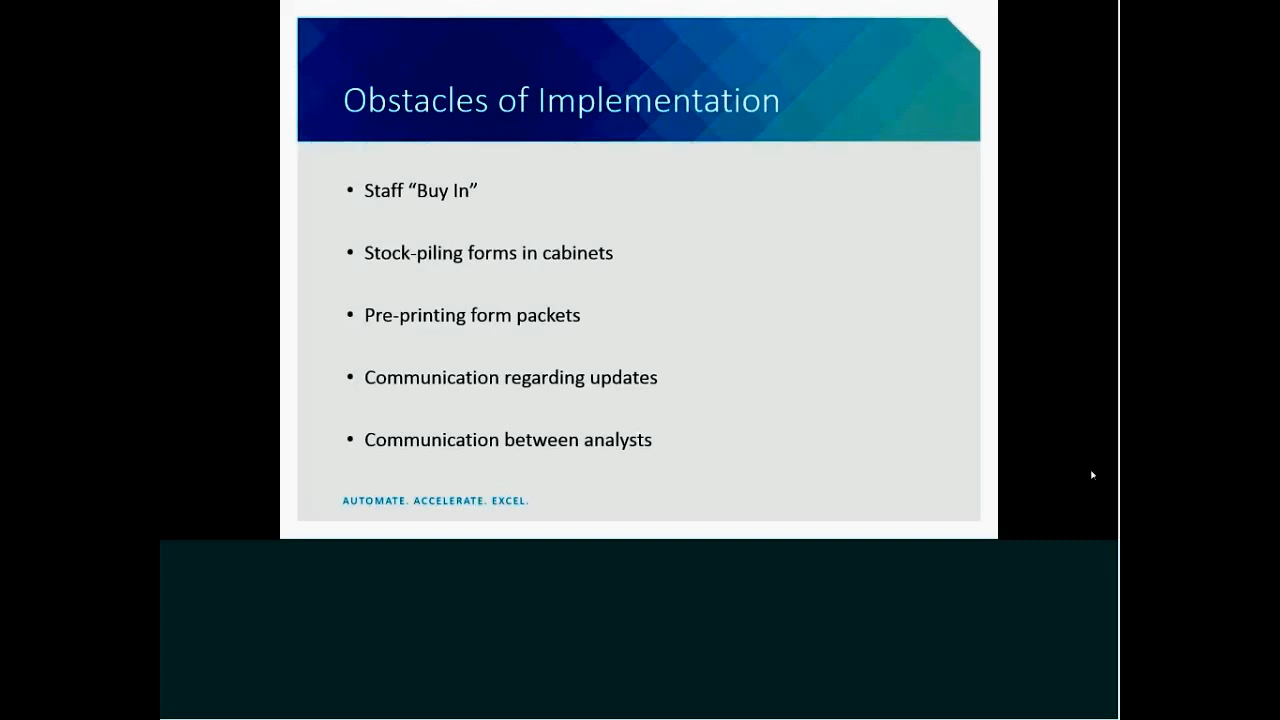 Obstacles of Implementation
• Staff “Buy In”
• Stock-piling forms in cabinets
• Pre-printing form packets
• Communication regarding updates
• Communication between analysts
AUTOMATE. ACCELERATE. EXCEL.